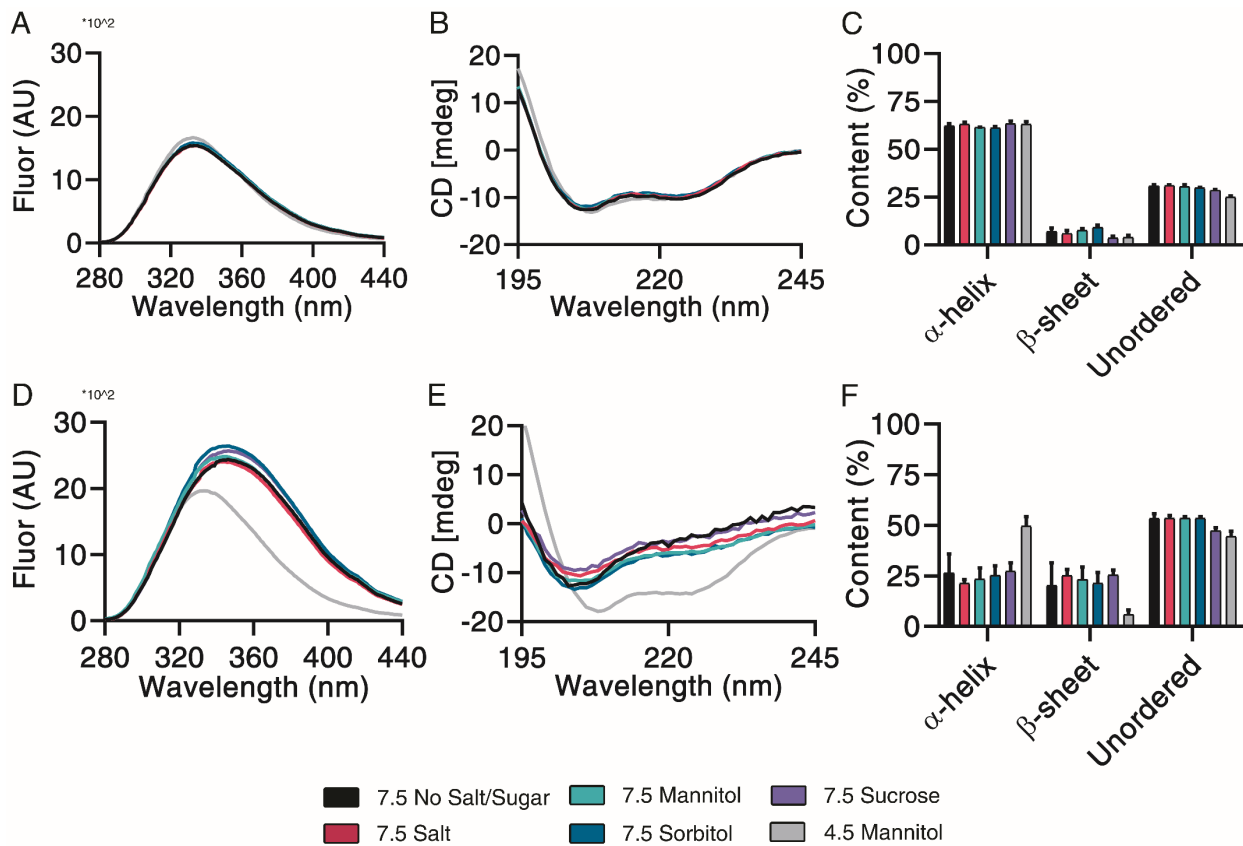 A
*10^2
30
20
10
0
Fluor (AU)
280 320 360 400 440
Wavelength (nm)
B
20
10
0
-10
-20
CD [mdeg]
195 220 245
Wavelength (nm)
C
100
75
50
25
0
Content (%)
α-helix
β-sheet
Unordered
D
*10^2
30
20
10
0
Fluor (AU)
280 320 360 400 440
Wavelength (nm)
E
20
10
0
-10
-20
CD [mdeg]
195 220 245
Wavelength (nm)
F
100
75
50
25
0
Content (%)
α-helix
β-sheet
Unordered
7.5 No Salt/Sugar 7.5 Mannitol 7.5 Sucrose
7.5 Salt 7.5 Sorbitol 4.5 Mannitol